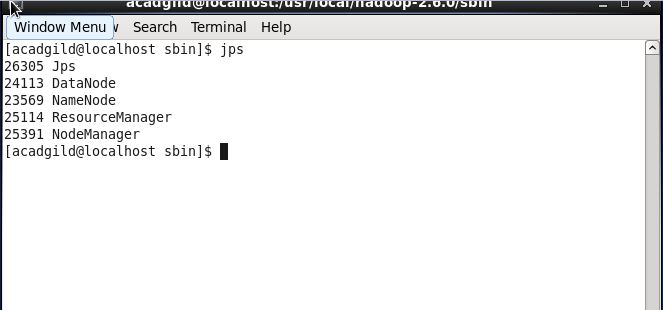 acadgild@localhost:/usr/local/hadoop-2.6.0/sbin
Window Menu Search Terminal Help
[acadgild@localhost sbin]$ jps
26305 Jps
24113 DataNode
23569 NameNode
25114 ResourceManager
25391 NodeManager
[acadgild@localhost sbin]$